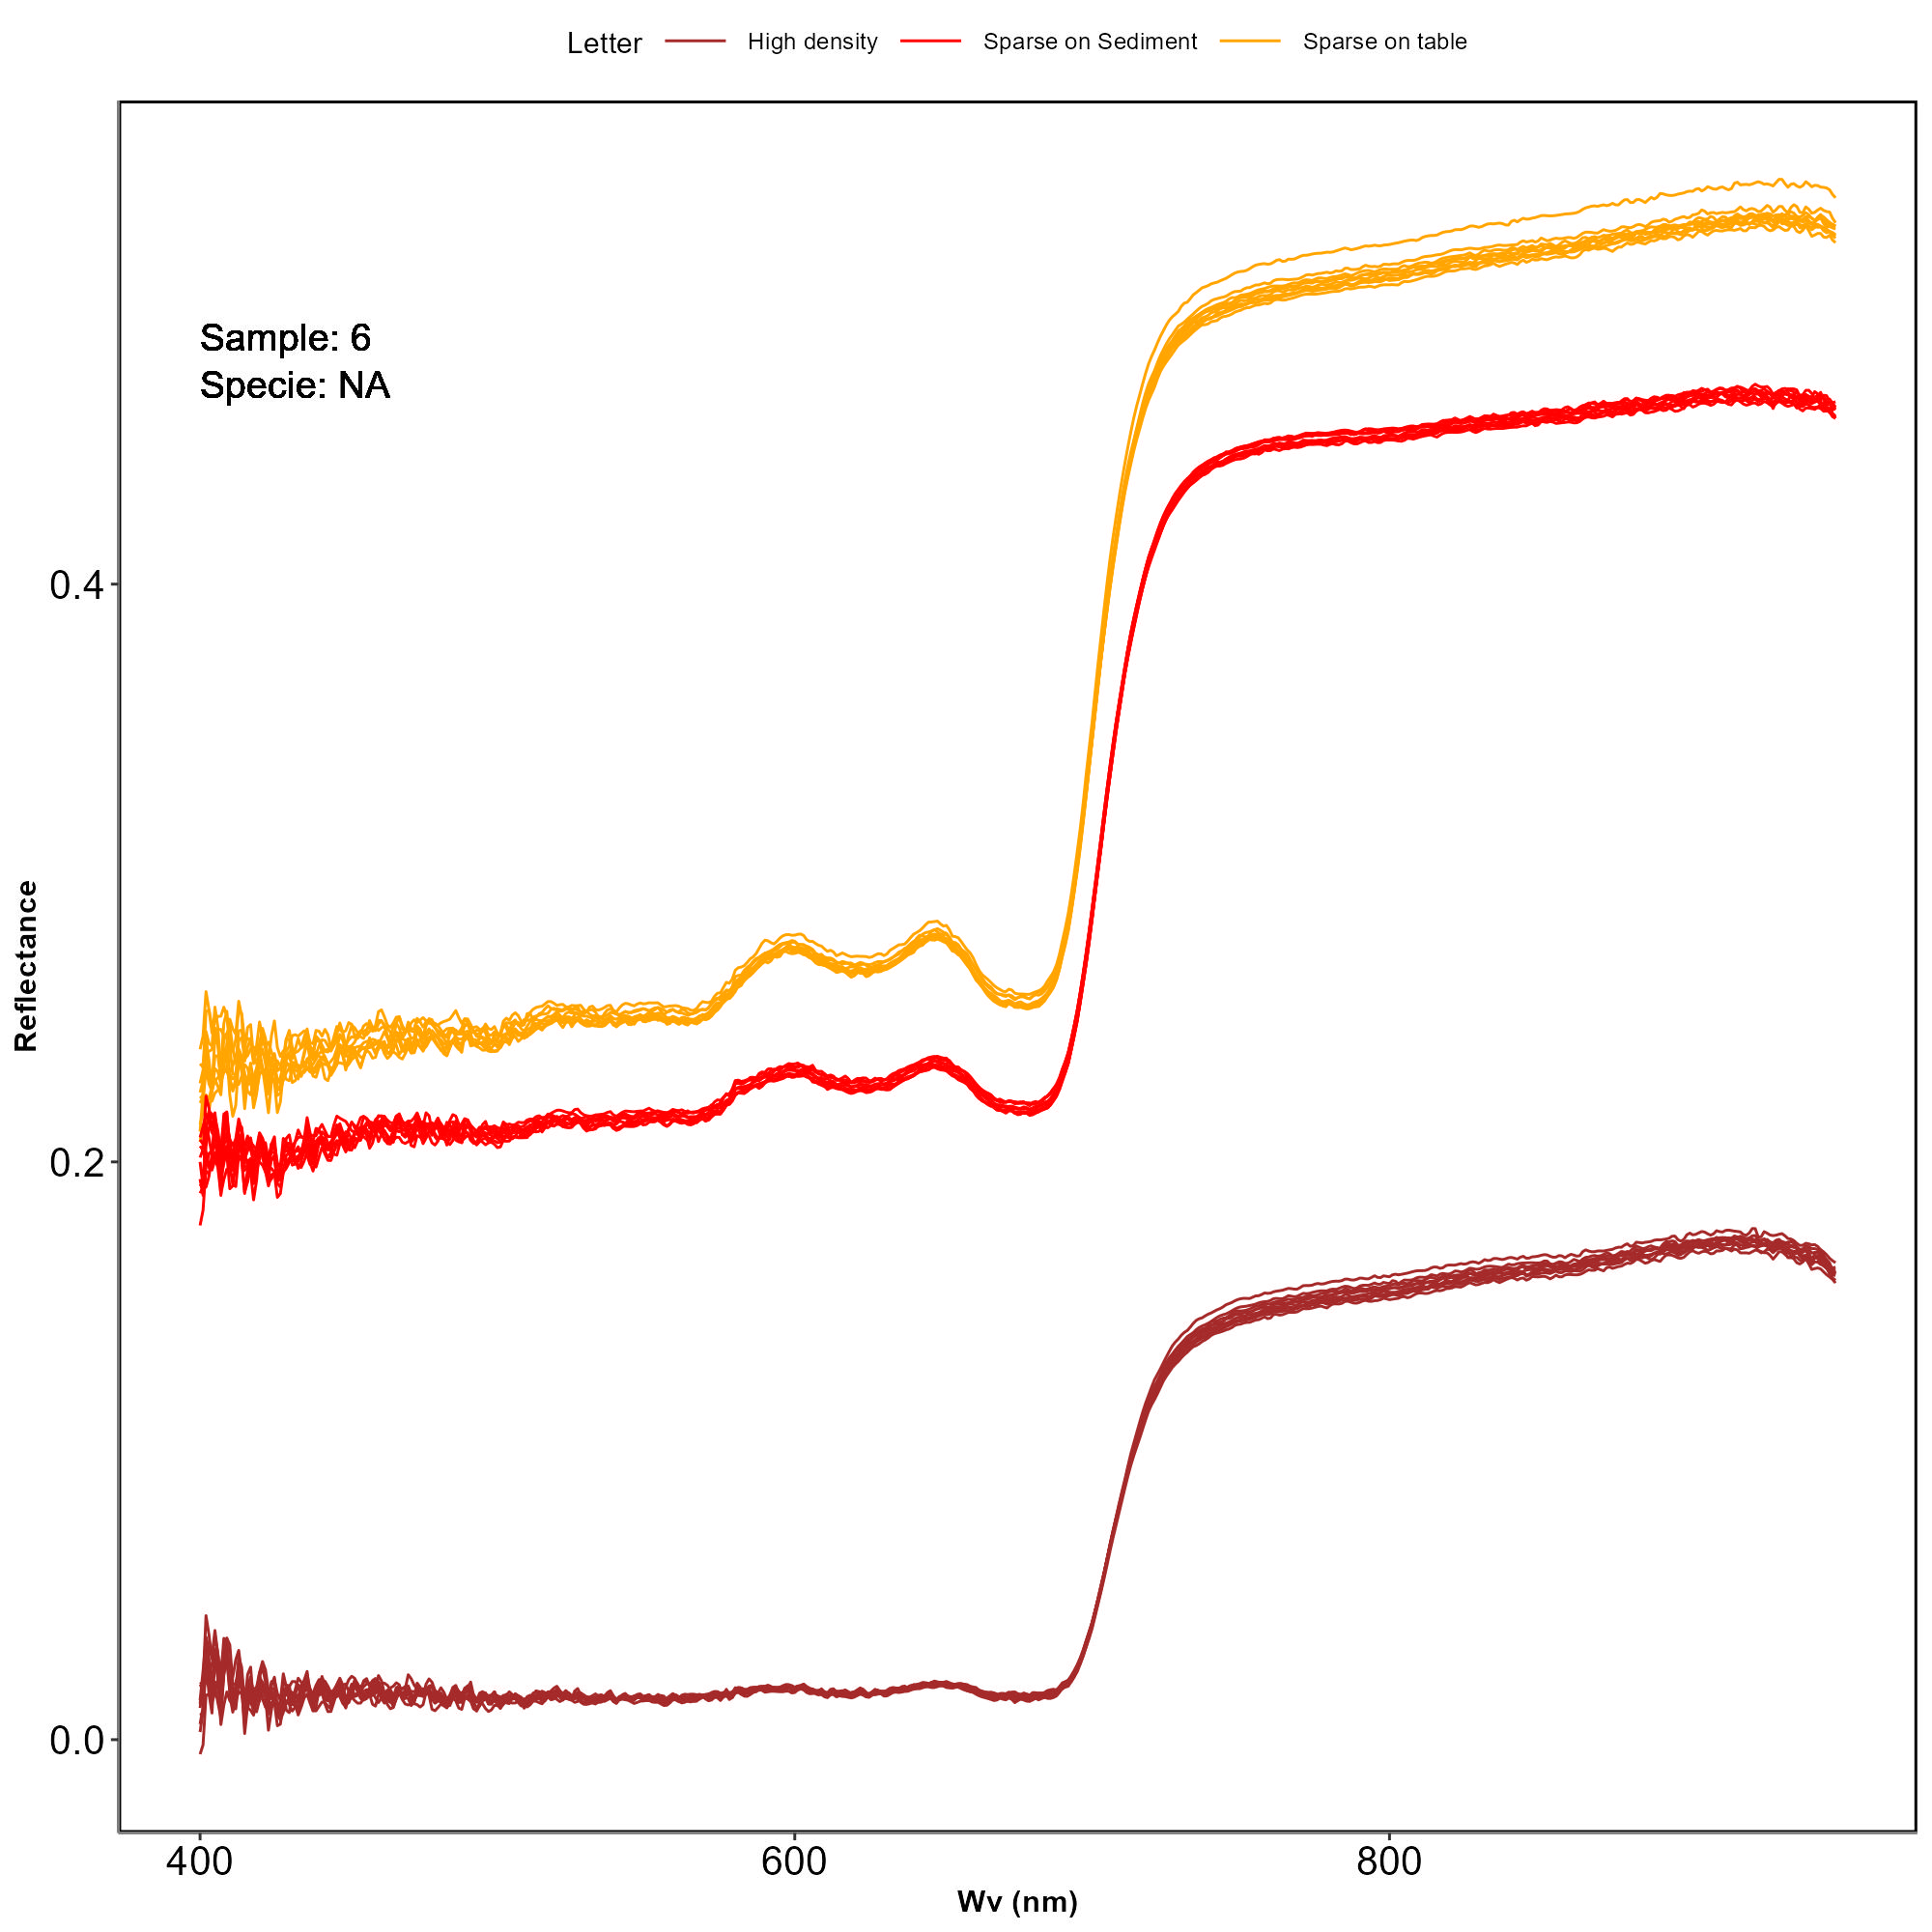 Letter High density Sparse on Sediment Sparse on table
Sample: 6
Specie: NA
Reflectance
0.4
0.2
0.0
400 600 800
Wv (nm)